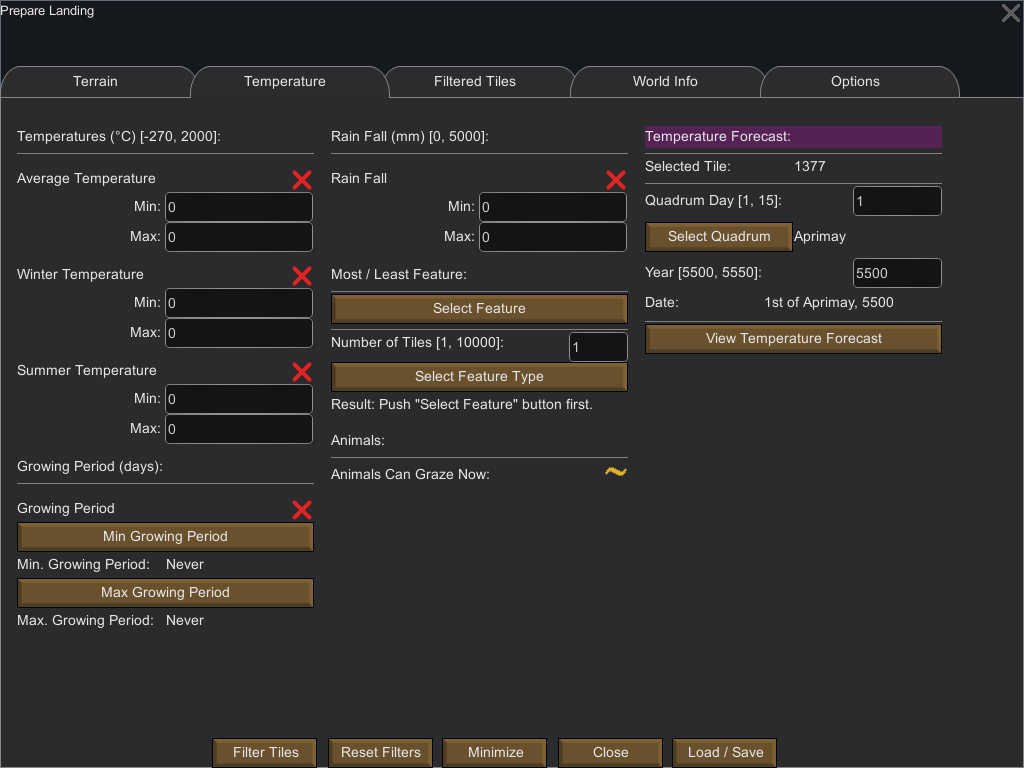 Prepare Landing
Terrain
Temperature
Filtered Tiles
World Info
Options
Temperatures (°C) [-270, 2000]:
Average Temperature
Min: 0
Max: 0
Winter Temperature
Min: 0
Max: 0
Summer Temperature
Min: 0
Max: 0
Growing Period (days):
Growing Period
Min Growing Period
Min. Growing Period: Never
Max Growing Period
Max. Growing Period: Never
Rain Fall (mm) [0, 5000]:
Rain Fall
Min: 0
Max: 0
Most / Least Feature:
Select Feature
Number of Tiles [1, 10000]: 1
Select Feature Type
Result: Push "Select Feature" button first.
Animals:
Animals Can Graze Now:
Temperature Forecast:
Selected Tile: 1377
Quadrum Day [1, 15]: 1
Select Quadrum Aprimay
Year [5500, 5550]: 5500
Date: 1st of Aprimay, 5500
View Temperature Forecast
Filter Tiles
Reset Filters
Minimize
Close
Load / Save